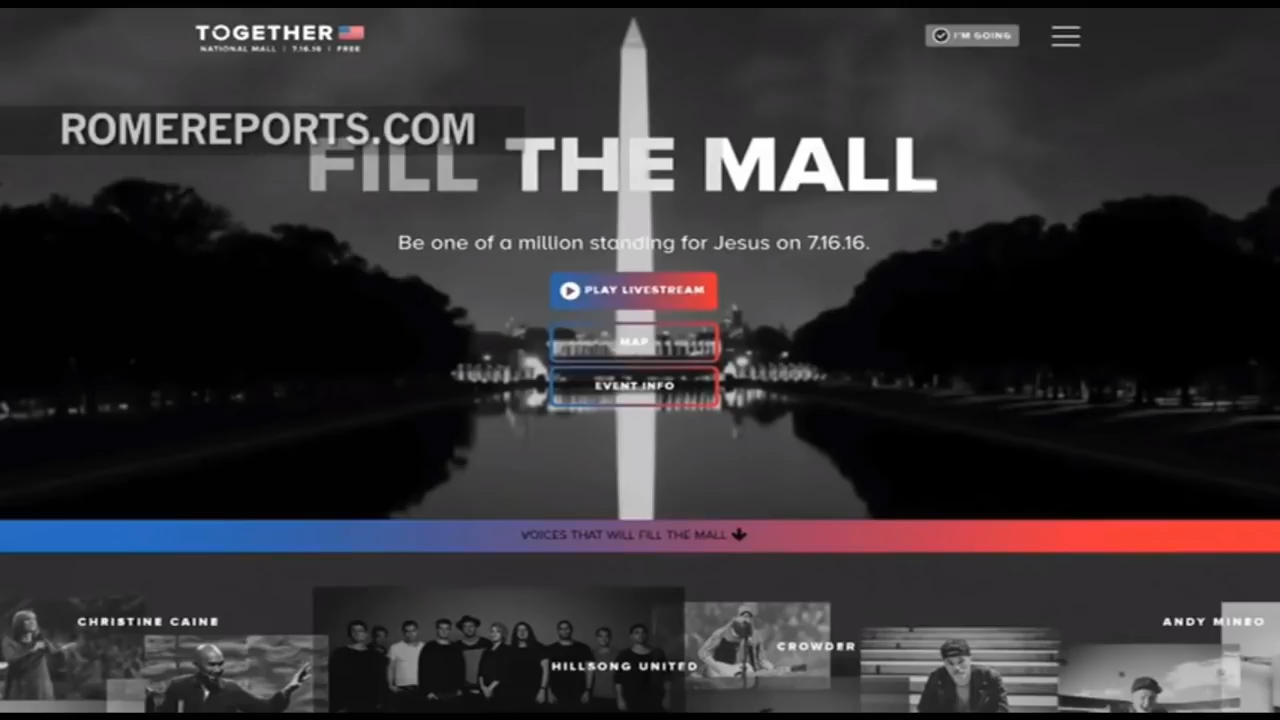 TOGETHER
NATIONAL MALL | 7.16.16 | FREE
I'M GOING
ROMEREPORTS.COM
FILL THE MALL
Be one of a million standing for Jesus on 7.16.16.
PLAY LIVESTREAM
MAP
EVENT INFO
VOICES THAT WILL FILL THE MALL
CHRISTINE CAINE
HILLSONG UNITED
CROWDER
ANDY MINEO